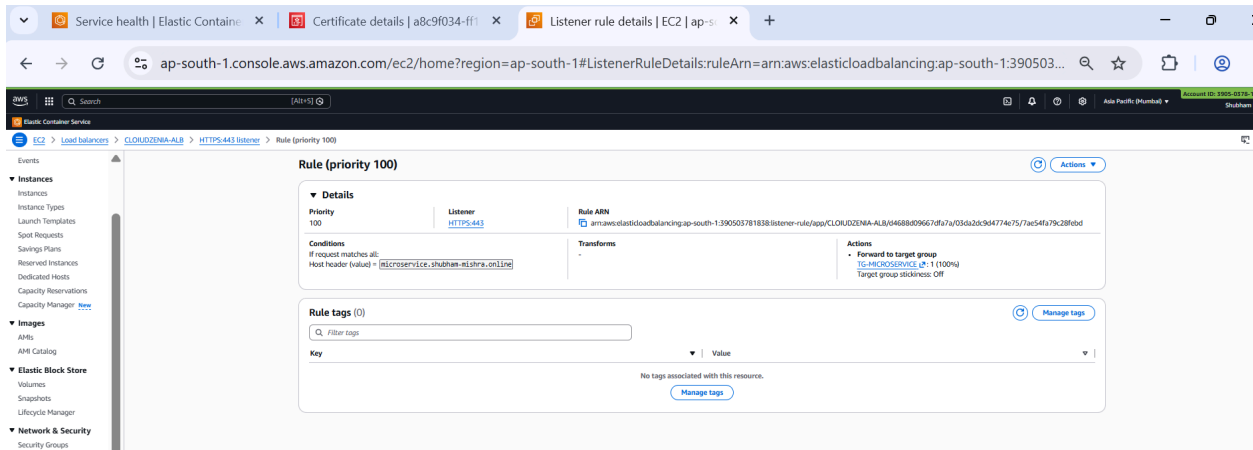 Service health | Elastic Containe
Certificate details | a8c9f034-ff1
Listener rule details | EC2 | ap-s
ap-south-1.console.aws.amazon.com/ec2/home?region=ap-south-1#ListenerRuleDetails:ruleArn=arn:aws:elasticloadbalancing:ap-south-1:390503...
aws Search [Alt+S] Asia Pacific (Mumbai) Account ID: 3905-0378-
Shubham
Elastic Container Service
EC2 > Load balancers > CLOIUDZENIA-ALB > HTTPS:443 listener > Rule (priority 100)
Events
Instances
Instances
Instance Types
Launch Templates
Spot Requests
Savings Plans
Reserved Instances
Dedicated Hosts
Capacity Reservations
Capacity Manager New
Images
AMIs
AMI Catalog
Elastic Block Store
Volumes
Snapshots
Lifecycle Manager
Network & Security
Security Groups
Rule (priority 100)
Actions
Details
Priority
100
Listener
HTTPS:443
Rule ARN
arn:aws:elasticloadbalancing:ap-south-1:390503781838:listener-rule/app/CLOIUDZENIA-ALB/d4688d09667dfa7a/03da2dc9d4774e75/7ae54fa79c28febd
Conditions
If request matches all:
Host header (value) = microservice.shubham-mishra.online
Transforms
-
Actions
• Forward to target group
TG-MICROSERVICE : 1 (100%)
Target group stickiness: Off
Rule tags (0)
Manage tags
Filter tags
Key
Value
No tags associated with this resource.
Manage tags